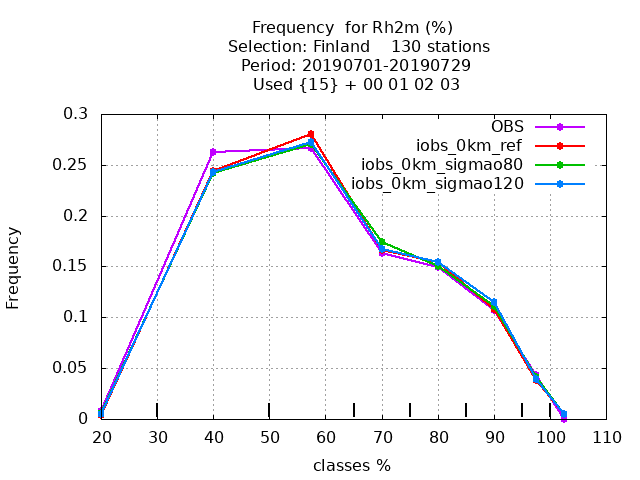 Frequency  for Rh2m (%)
Selection: Finland    130 stations
Period: 20190701-20190729
Used {15} + 00 01 02 03
0.3
0.25
0.2
0.15
0.1
0.05
0
Frequency
OBS
iobs_0km_ref
iobs_0km_sigmao80
iobs_0km_sigmao120
20 30 40 50 60 70 80 90 100 110
classes %